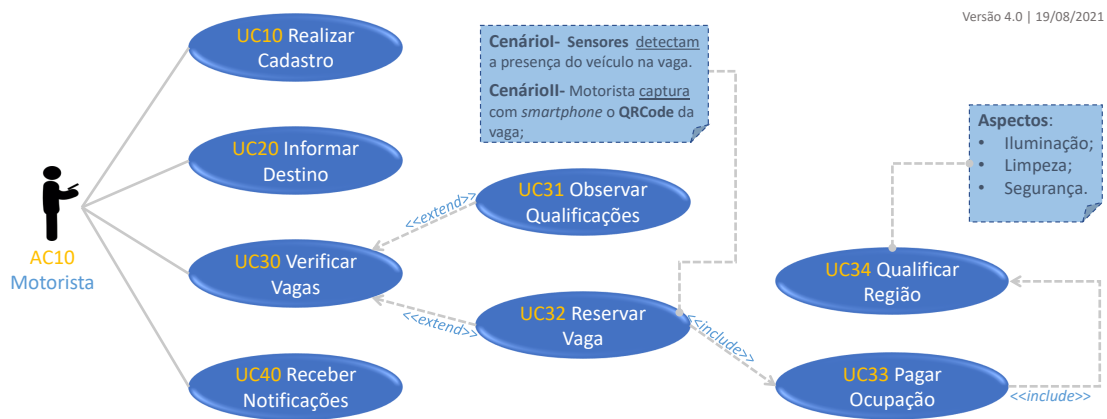 Versão 4.0 | 19/08/2021
UC10 Realizar
Cadastro
CenárioI- Sensores detectam
a presença do veículo na vaga.
CenárioII- Motorista captura
com smartphone o QRCode da
vaga;
Aspectos:
• Iluminação;
• Limpeza;
• Segurança.
UC20 Informar
Destino
AC10
Motorista
<<extend>>
UC31 Observar
Qualificações
UC30 Verificar
Vagas
<<extend>>
UC32 Reservar
Vaga
<<include>>
UC34 Qualificar
Região
UC40 Receber
Notificações
UC33 Pagar
Ocupação
<<include>>